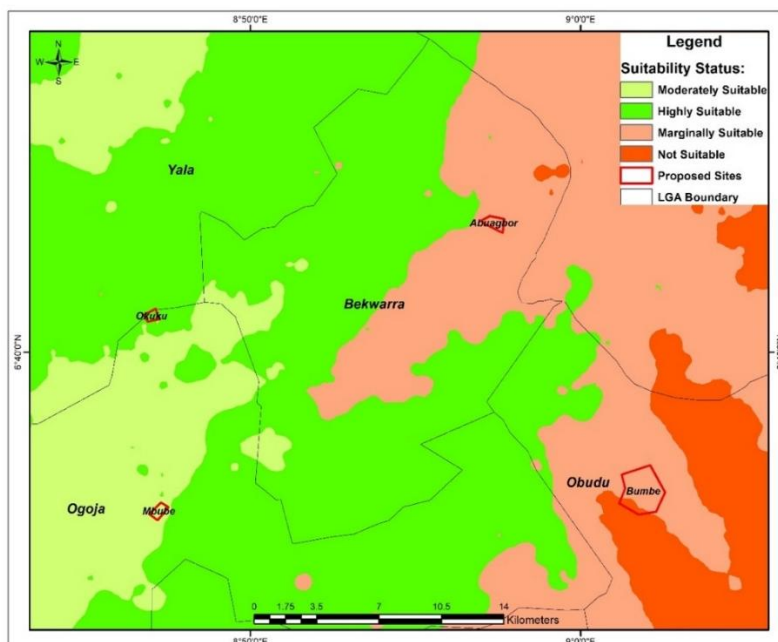 8°50'0"E 9°0'0"E
N
W E
S
Legend
Suitability Status:
Moderately Suitable
Highly Suitable
Marginally Suitable
Not Suitable
Proposed Sites
LGA Boundary
Yala
Abuagbor
Bekwarra
Okuku
6°40'0"N
Obudu
Bumbe
Ogoja
Mbube
0 1.75 3.5 7 10.5 14
Kilometers
8°50'0"E 9°0'0"E